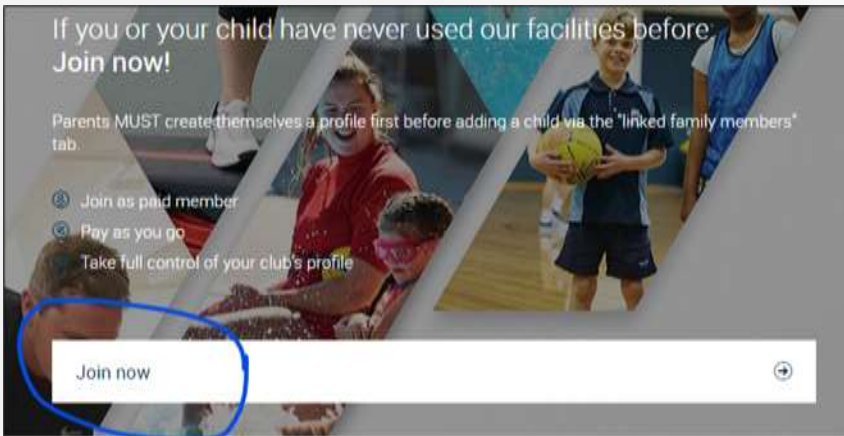 If you or your child have never used our facilities before
Join now!
Parents MUST create themselves a profile first before adding a child via the "linked family members"
tab.
Join as paid member
Pay as you go
Take full control of your club's profile
Join now